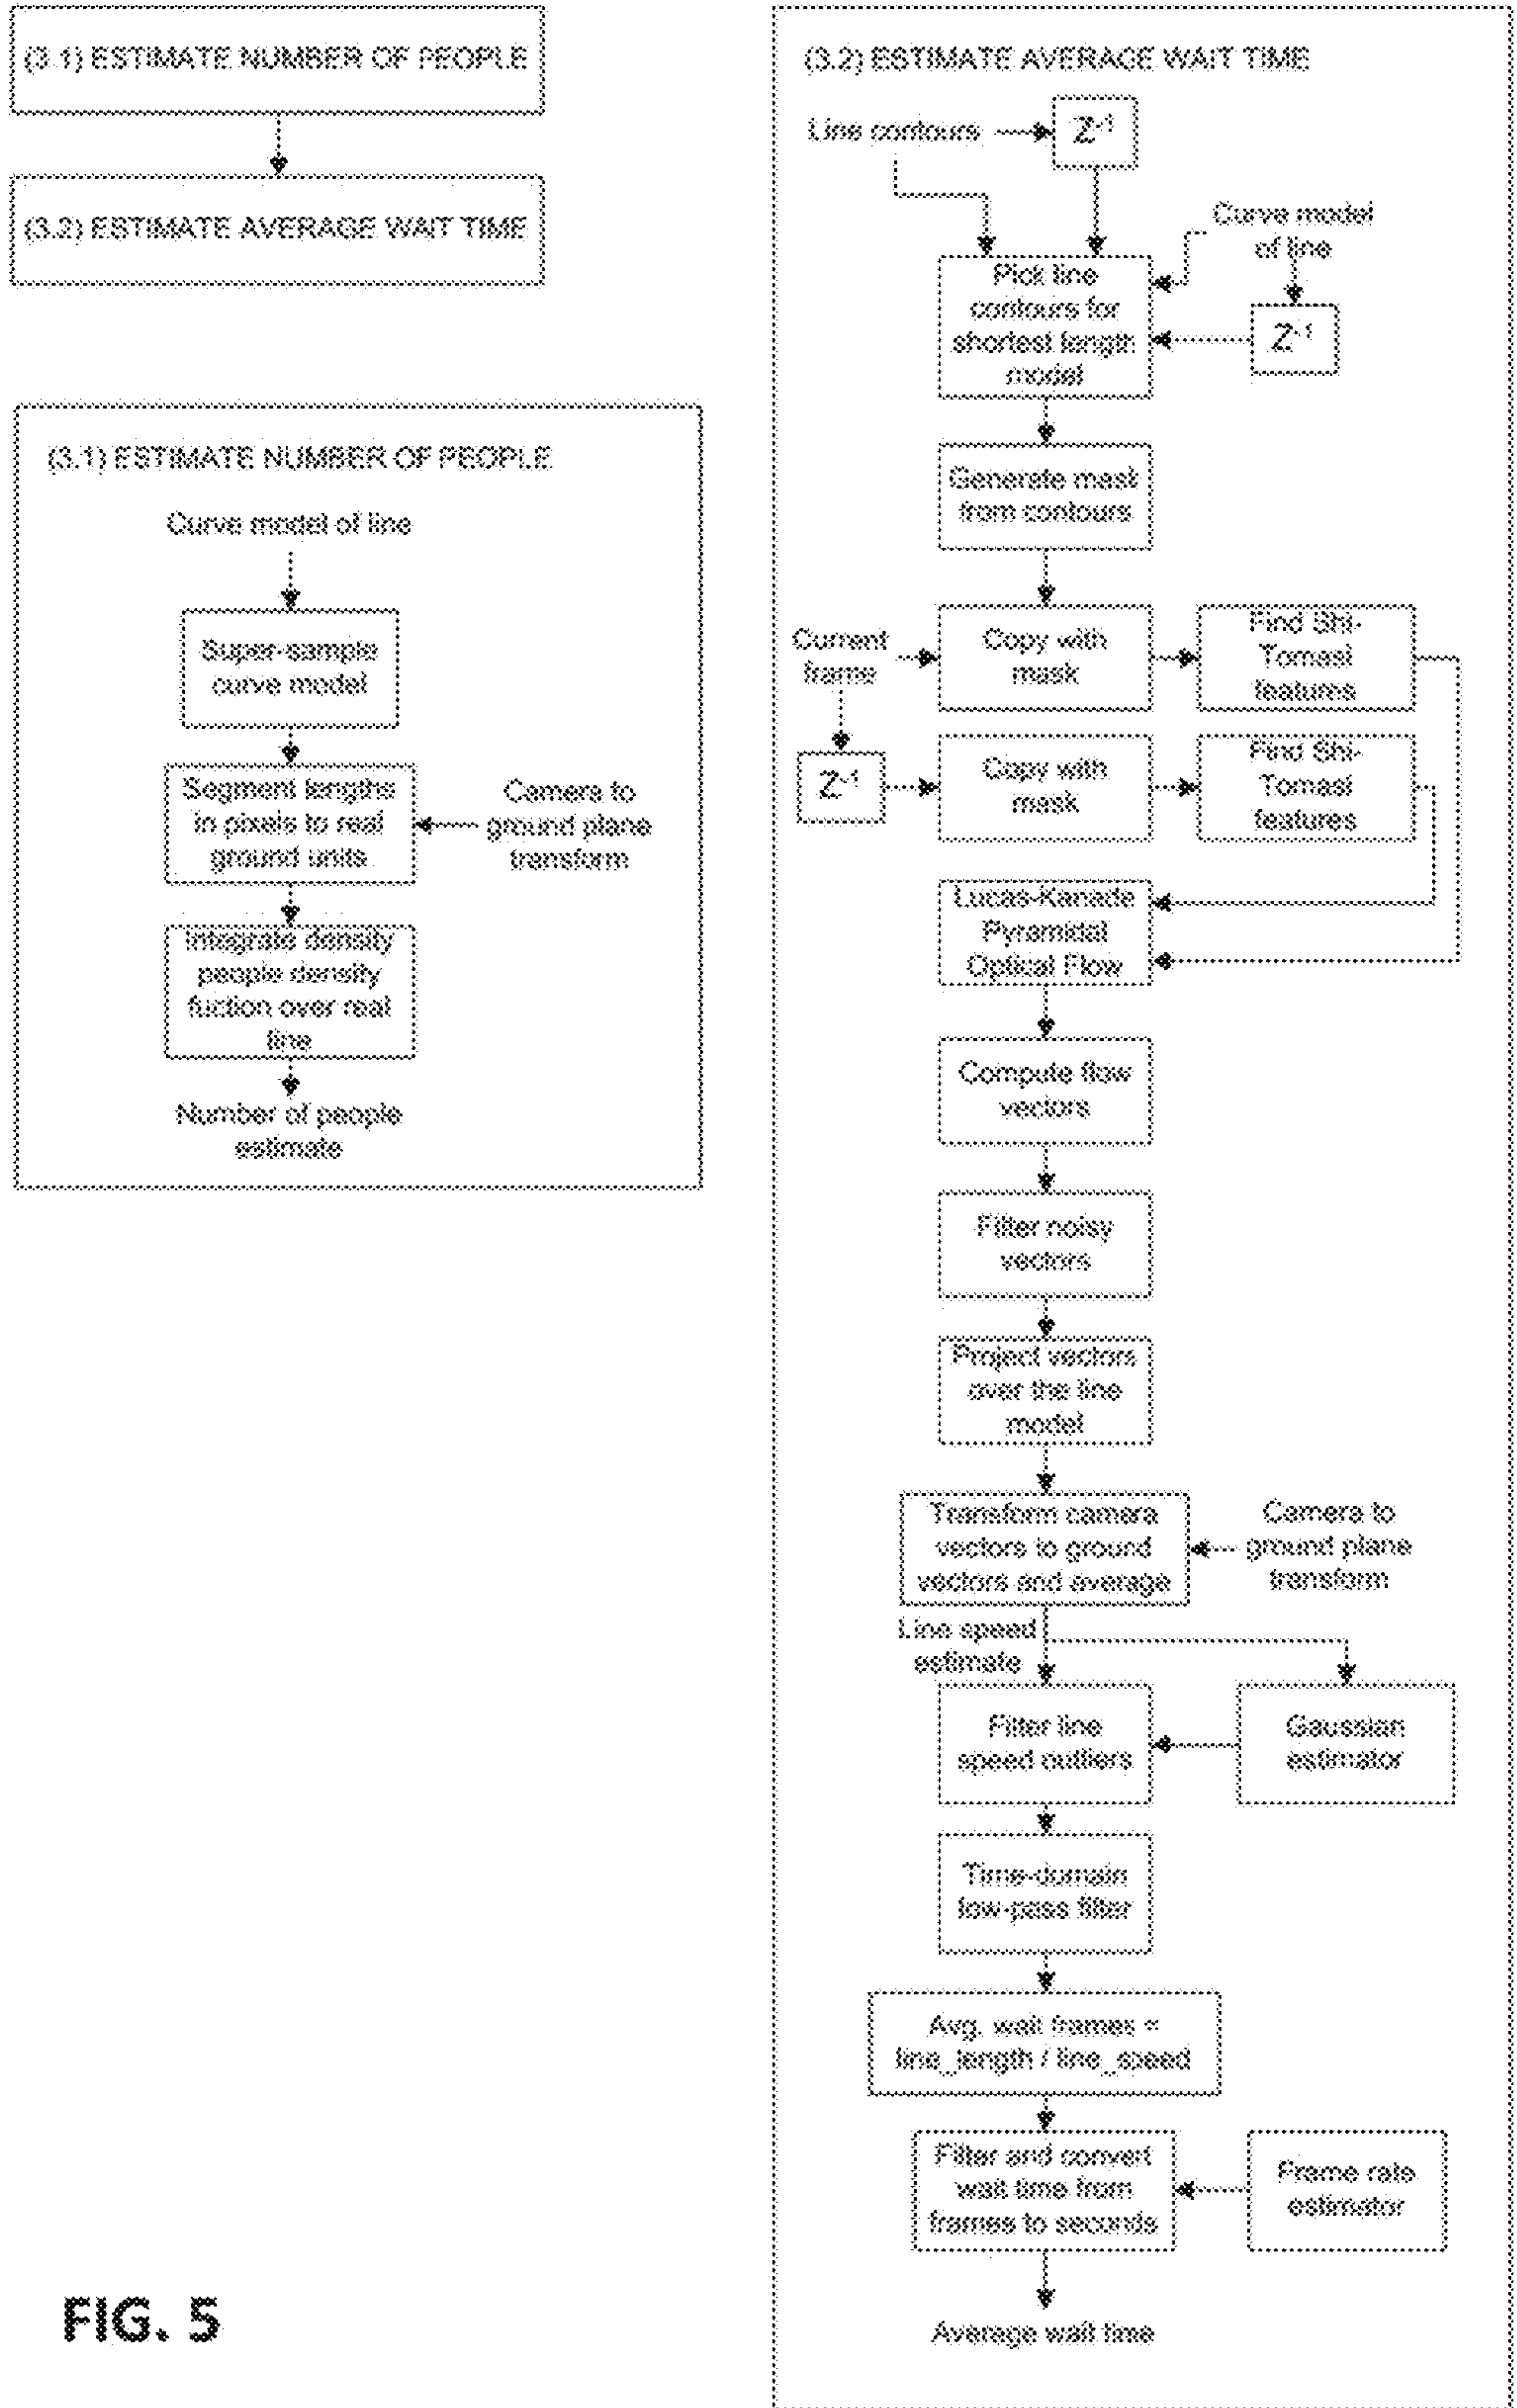 (3.1) ESTIMATE NUMBER OF PEOPLE
(3.2) ESTIMATE AVERAGE WAIT TIME
(3.1) ESTIMATE NUMBER OF PEOPLE
Curve model of line
Super-sample
curve model
Segment lengths
in pixels to real
ground units
Camera to
ground plane
transform
Integrate density
people density
fuction over real
line
Number of people
estimate
(3.2) ESTIMATE AVERAGE WAIT TIME
Line contours
Z-1
Curve model
of line
Pick line
contours for
shortest length
model
Z-1
Generate mask
from contours
Current
frame
Copy with
mask
Find Shi-
Tomasi
features
Z-1
Copy with
mask
Find Shi-
Tomasi
features
Lucas-Kanade
Pyramidal
Optical Flow
Compute flow
vectors
Filter noisy
vectors
Project vectors
over the line
model
Transform camera
vectors to ground
vectors and average
Camera to
ground plane
transform
Line speed
estimate
Filter line
speed outliers
Gaussian
estimator
Time-domain
low-pass filter
Avg. wait frames =
line_length / line_speed
Filter and convert
wait time from
frames to seconds
Frame rate
estimator
Average wait time
FIG. 5